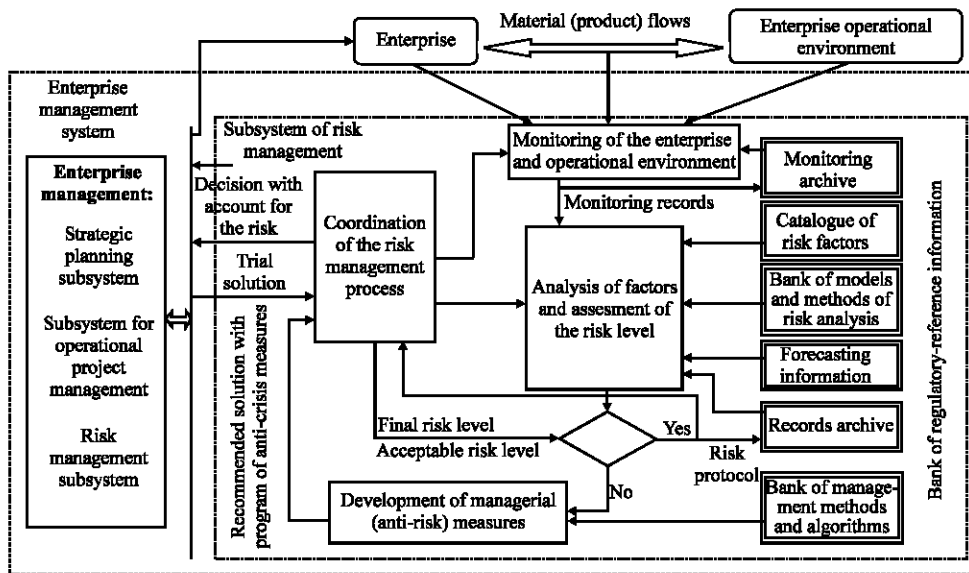 Material (product) flows
Enterprise
Enterprise operational
environment
Enterprise
management
system
Subsystem of risk
management
Monitoring of the enterprise
and operational environment
Monitoring
archive
Enterprise
management:
Strategic
planning
subsystem
Subsystem for
operational
project
management
Risk
management
subsystem
Decision with
account for
the risk
Trial
solution
Coordination
of the risk
management
process
Monitoring records
Catalogue of
risk factors
Analysis of factors
and assesment of
the risk level
Bank of models
and methods of
risk analysis
Forecasting
information
Records archive
Recommended solution with
program of anti-crisis measures
Final risk level
Acceptable risk level
Yes
Risk
protocol
No
Development of managerial
(anti-risk) measures
Bank of manage-
ment methods
and algorithms
Bank of regulatory-reference information